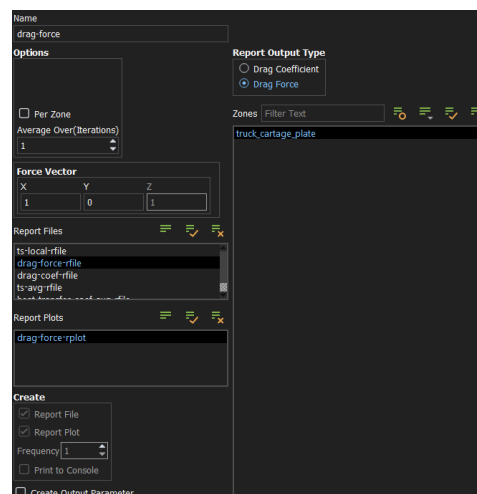 Name
drag-force
Options
Per Zone
Average Over(Iterations)
1
Force Vector
X Y Z
1 0 1
Report Files
ts-local-rfile
drag-force-rfile
drag-coef-rfile
ts-avg-rfile
Report Plots
drag-force-rplot
Create
Report File
Report Plot
Frequency 1
Print to Console
Create Output Parameter
Report Output Type
Drag Coefficient
Drag Force
Zones Filter Text
truck_cartage_plate